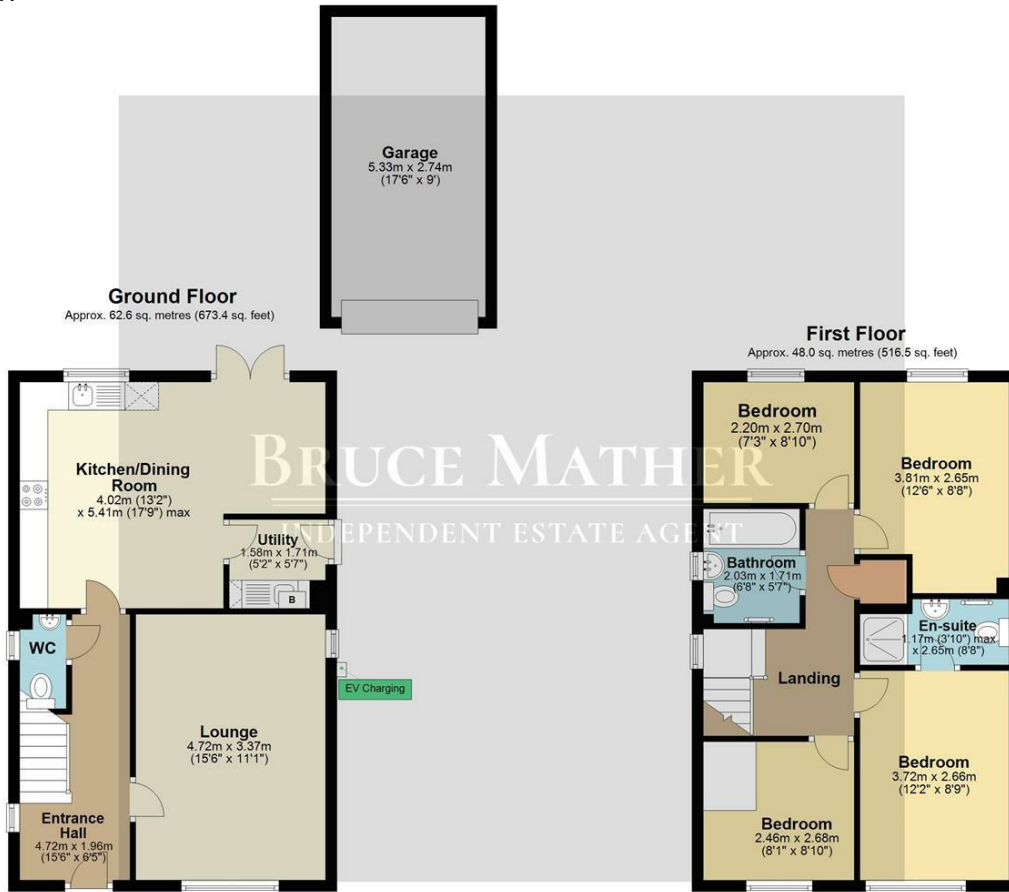 Garage
5.33m x 2.74m
(17'6" x 9')
Ground Floor
Approx. 62.6 sq. metres (673.4 sq. feet)
Kitchen/Dining
Room
4.02m (13'2")
x 5.41m (17'9") max
Utility
1.58m x 1.71m
(5'2" x 5'7")
B
WC
EV Charging
Lounge
4.72m x 3.37m
(15'6" x 11'1")
Entrance
Hall
4.72m x 1.96m
(15'6" x 6'5")
BRUCE MATHER
INDEPENDENT ESTATE AGENT
First Floor
Approx. 48.0 sq. metres (516.5 sq. feet)
Bedroom
2.20m x 2.70m
(7'3" x 8'10")
Bedroom
3.81m x 2.65m
(12'6" x 8'8")
Bathroom
2.03m x 1.71m
(6'8" x 5'7")
En-suite
1.17m (3'10") max
x 2.65m (8'8")
Landing
Bedroom
3.72m x 2.66m
(12'2" x 8'9")
Bedroom
2.46m x 2.68m
(8'1" x 8'10")